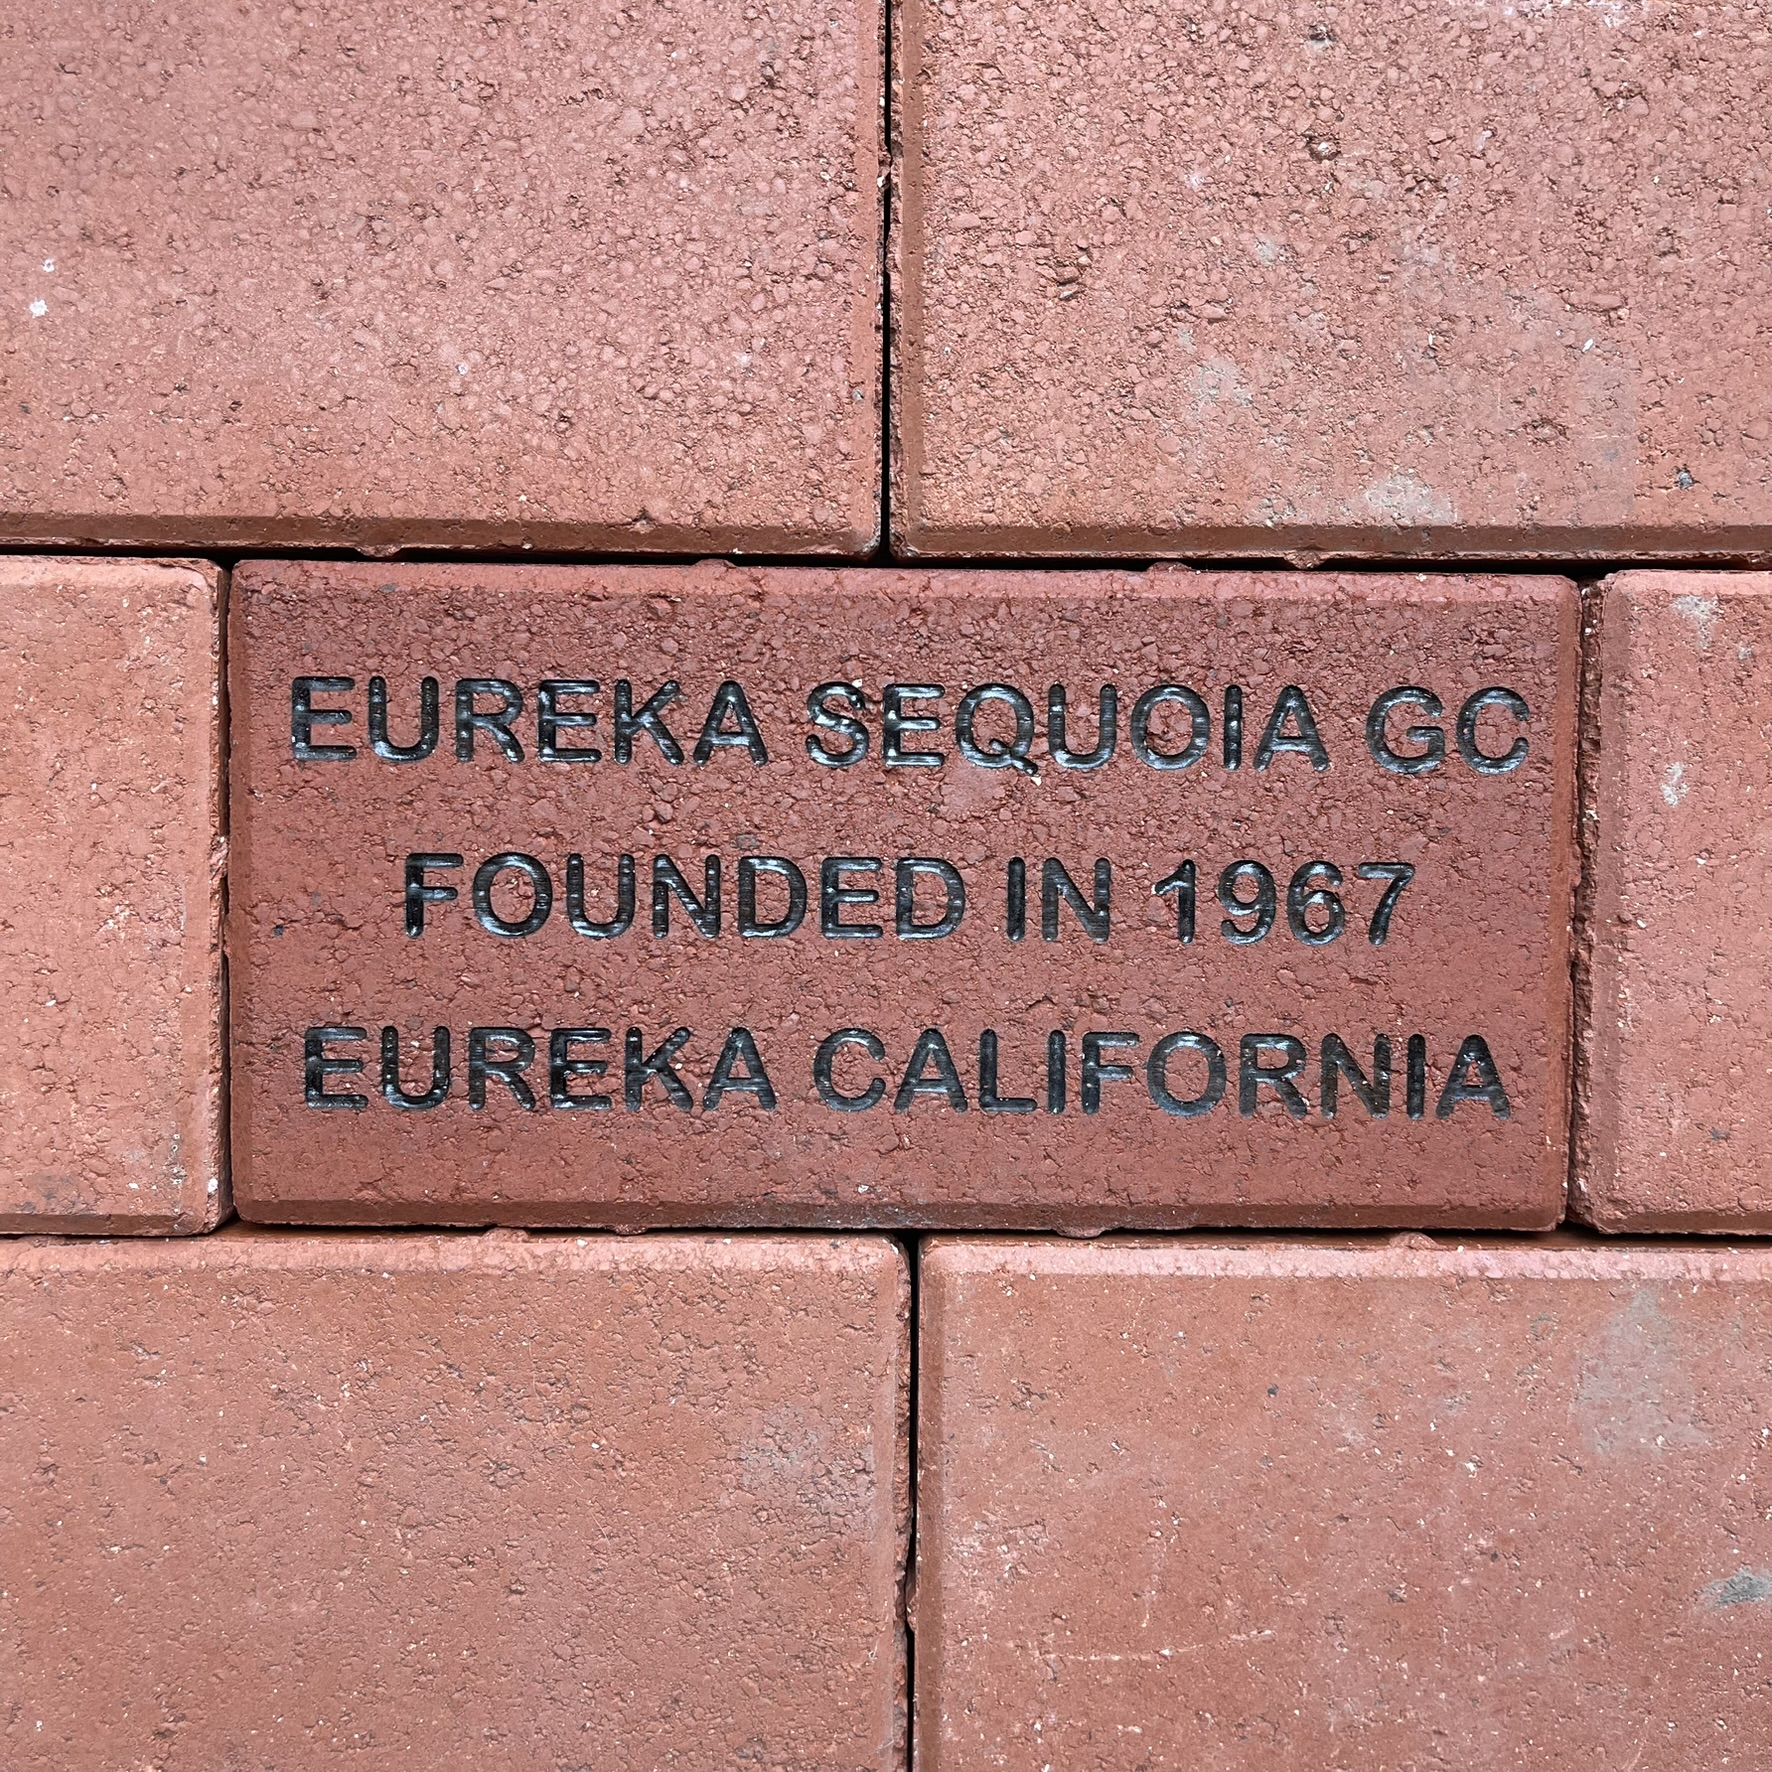 EUREKA SEQUOIA GC
FOUNDED IN 1967
EUREKA CALIFORNIA